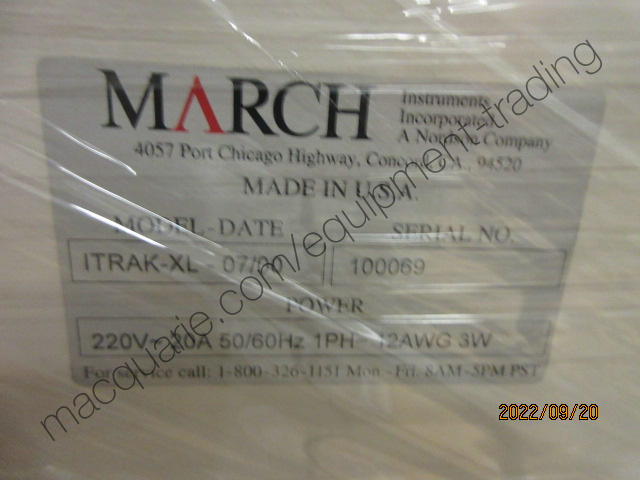 MARCH
Instruments
Incorporated
A Nordson Company
4057 Port Chicago Highway, Concord CA., 94520
MADE IN U.S.A.
MODEL-DATE
SERIAL NO.
ITRAK-XL - 07/
100069
POWER
220V~ 20A 50/60Hz 1PH - 12AWG 3W
For service call: 1-800-326-1151 Mon - Fri. 8AM-5PM PST
macquarie.com/equipment-trading
2022/09/20